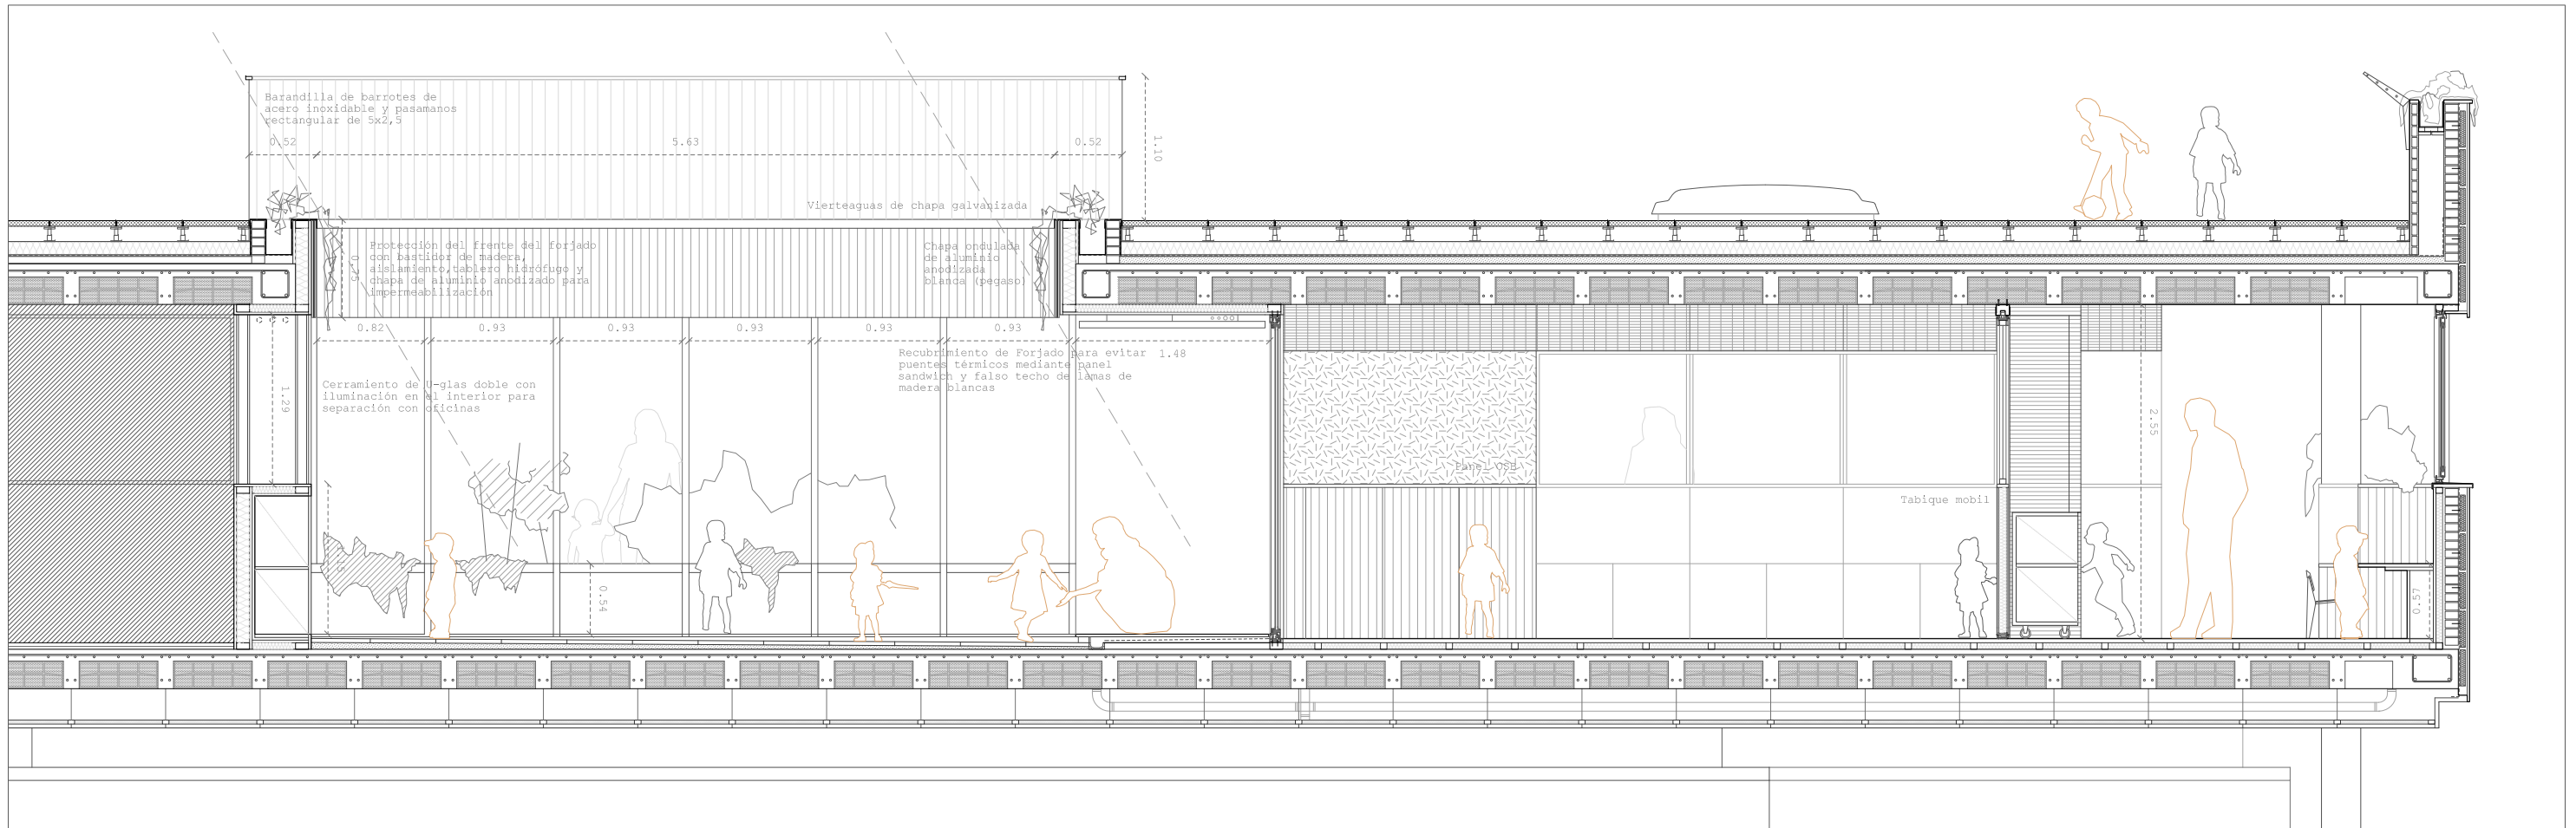 Barandilla de barrotes de
acero inoxidable y pasamanos
rectangular de 5x2,5
0.52
5.63
0.52
1.10
Vierteaguas de chapa galvanizada
Protección del frente del forjado
con bastidor de madera,
aislamiento,tablero hidrófugo y
chapa de aluminio anodizado para
impermeabilización
0.75
Chapa ondulada
de aluminio
anodizada
blanca (pegaso)
0.82
0.93
0.93
0.93
0.93
0.93
1.48
Recubrimiento de Forjado para evitar
puentes térmicos mediante panel
sandwich y falso techo de lamas de
madera blancas
Cerramiento de U-glas doble con
iluminación en el interior para
separación con oficinas
1.29
2.55
Panel OSB
Tabique mobil
0.54
0.57